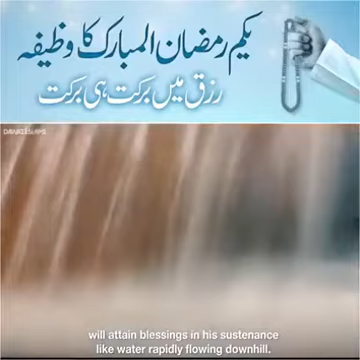 یکم رمضان المبارک کا وظیفہ
رزق میں برکت ہی برکت
will attain blessings in his sustenance
like water rapidly flowing downhill.